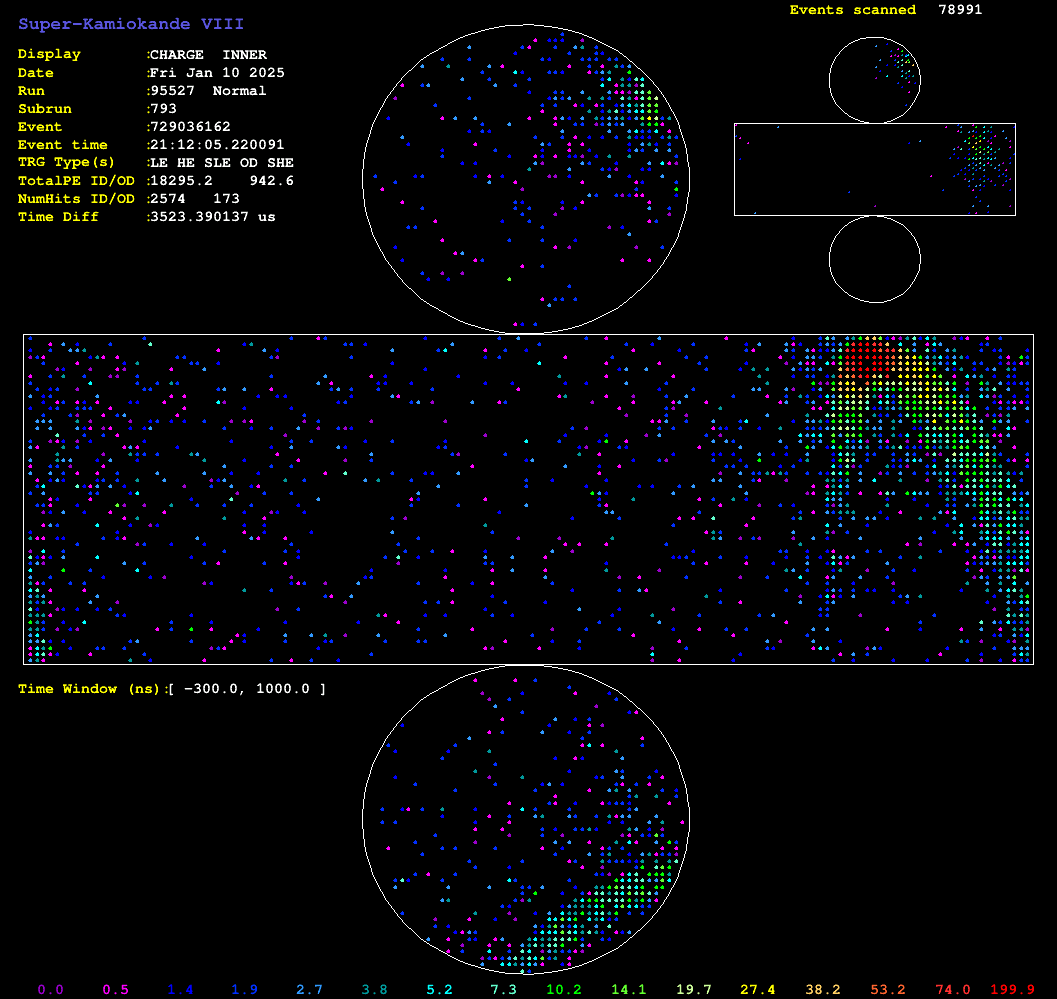 Super-Kamiokande VIII
Events scanned 78991
Display :CHARGE INNER
Date :Fri Jan 10 2025
Run :95527 Normal
Subrun :793
Event :729036162
Event time :21:12:05.220091
TRG Type(s) :LE HE SLE OD SHE
TotalPE ID/OD :18295.2 942.6
NumHits ID/OD :2574 173
Time Diff :3523.390137 us
Time Window (ns):[ -300.0, 1000.0 ]
0.0 0.5 1.4 1.9 2.7 3.8 5.2 7.3 10.2 14.1 19.7 27.4 38.2 53.2 74.0 199.9